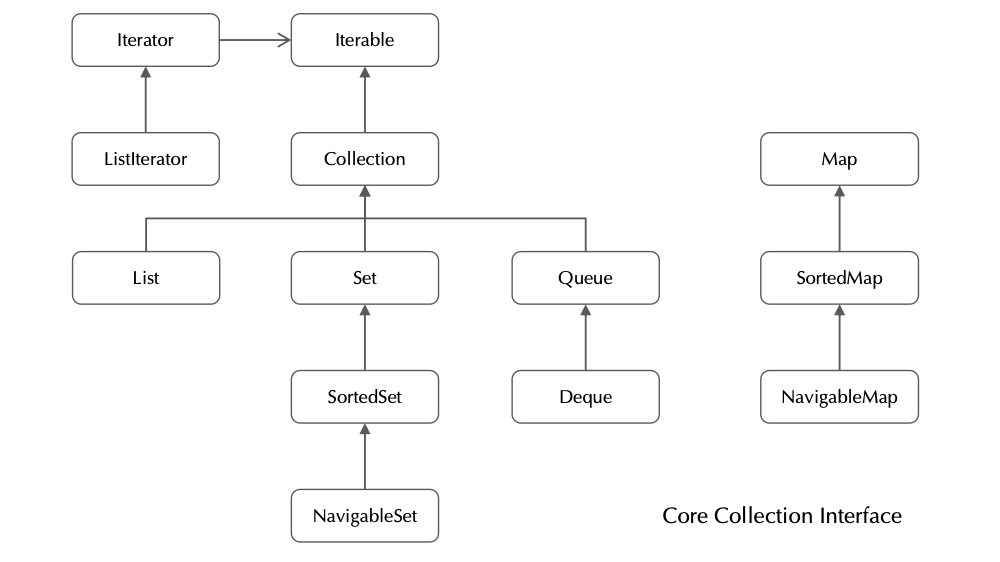 Iterator
Iterable
ListIterator
Collection
Map
List
Set
Queue
SortedMap
SortedSet
Deque
NavigableMap
NavigableSet
Core Collection Interface